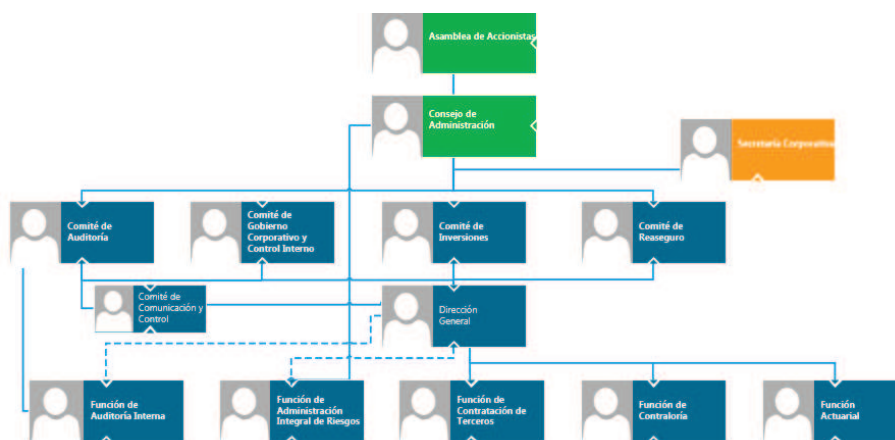 Asamblea de Accionistas
Consejo de
Administración
Secretaría Corporativa
Comité de
Auditoría
Comité de
Gobierno
Corporativo y
Control Interno
Comité de
Inversiones
Comité de
Reaseguro
Comité de
Comunicación y
Control
Dirección
General
Función de
Auditoría Interna
Función de
Administración
Integral de Riesgos
Función de
Contratación de
Terceros
Función de
Contraloría
Función
Actuarial